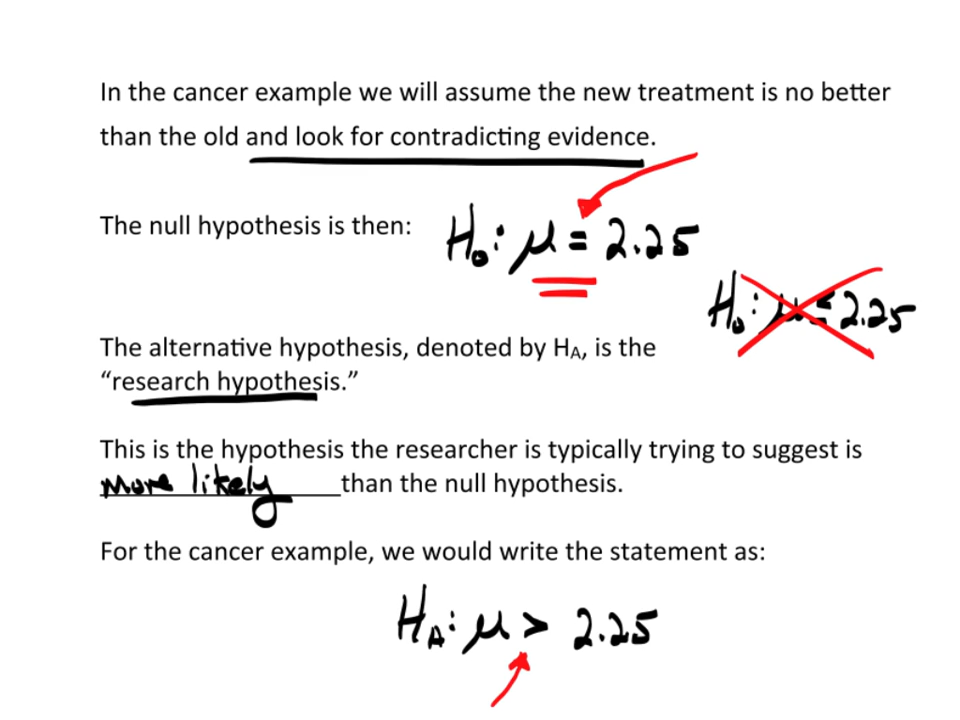 In the cancer example we will assume the new treatment is no better
than the old and look for contradicting evidence.
The null hypothesis is then: H₀: μ = 2.25
H₀: μ ≤ 2.25
The alternative hypothesis, denoted by Hₐ, is the
“research hypothesis.”
This is the hypothesis the researcher is typically trying to suggest is
more likely than the null hypothesis.
For the cancer example, we would write the statement as:
H_A: μ > 2.25